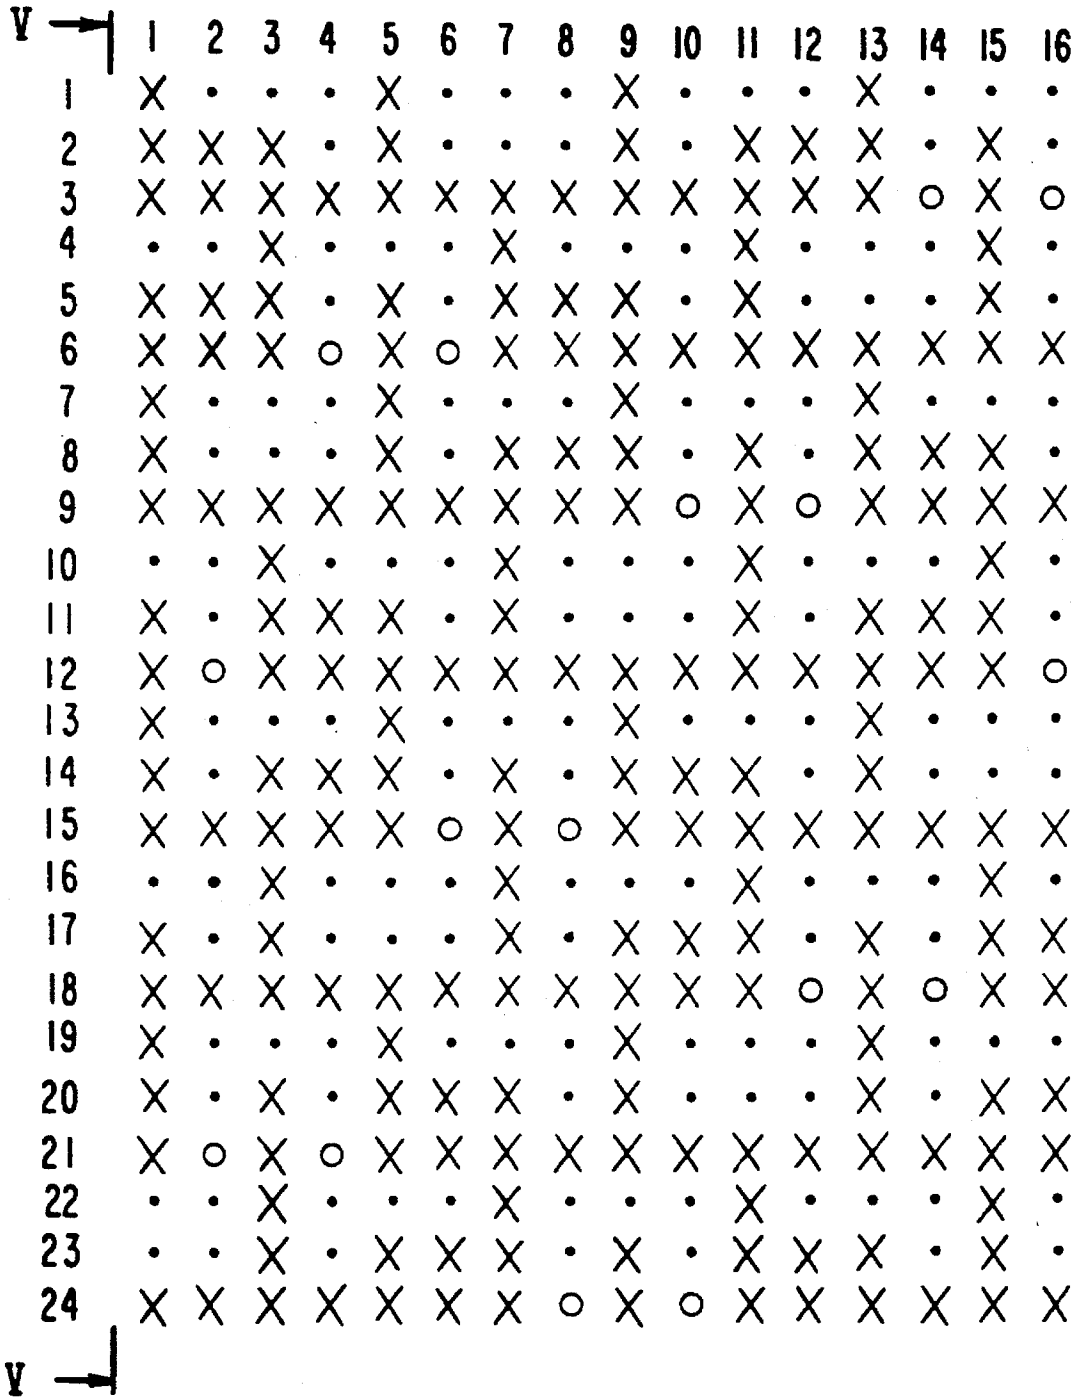 V 1 2 3 4 5 6 7 8 9 10 11 12 13 14 15 16
1 X • • • X • • • X • • • X • • •
2 X X X • X • • • X • X X X • X •
3 X X X X X X X X X X X X X O X O
4 • • X • • • X • • • X • • • X •
5 X X X • X • X X X • X • • • X •
6 X X X O X O X X X X X X X X X X
7 X • • • X • • • X • • • X • • •
8 X • • • X • X X X • X • X X X •
9 X X X X X X X X X O X O X X X X
10 • • X • • • X • • • X • • • X •
11 X • X X X • X • • • X • X X X •
12 X O X X X X X X X X X X X X X O
13 X • • • X • • • X • • • X • • •
14 X • X X X • X • X X X • X • • •
15 X X X X X O X O X X X X X X X X
16 • • X • • • X • • • X • • • X •
17 X • X • • • X • X X X • X • X X
18 X X X X X X X X X X X O X O X X
19 X • • • X • • • X • • • X • • •
20 X • X • X X X • X • • • X • X X
21 X O X O X X X X X X X X X X X X
22 • • X • • • X • • • X • • • X •
23 • • X • X X X • X • X X X • X •
24 X X X X X X X O X O X X X X X X
V